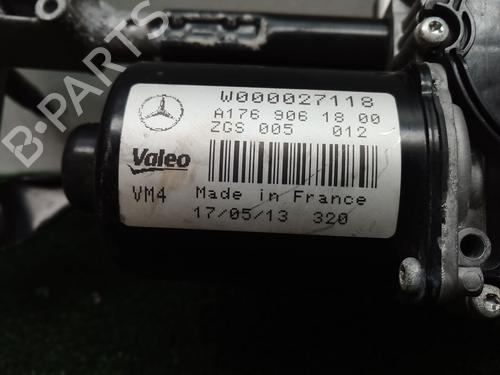 W000027118
A176 906 18 00
ZGS 005 012
Valeo
VM4 Made in France
17/05/13 320
B-PARTS